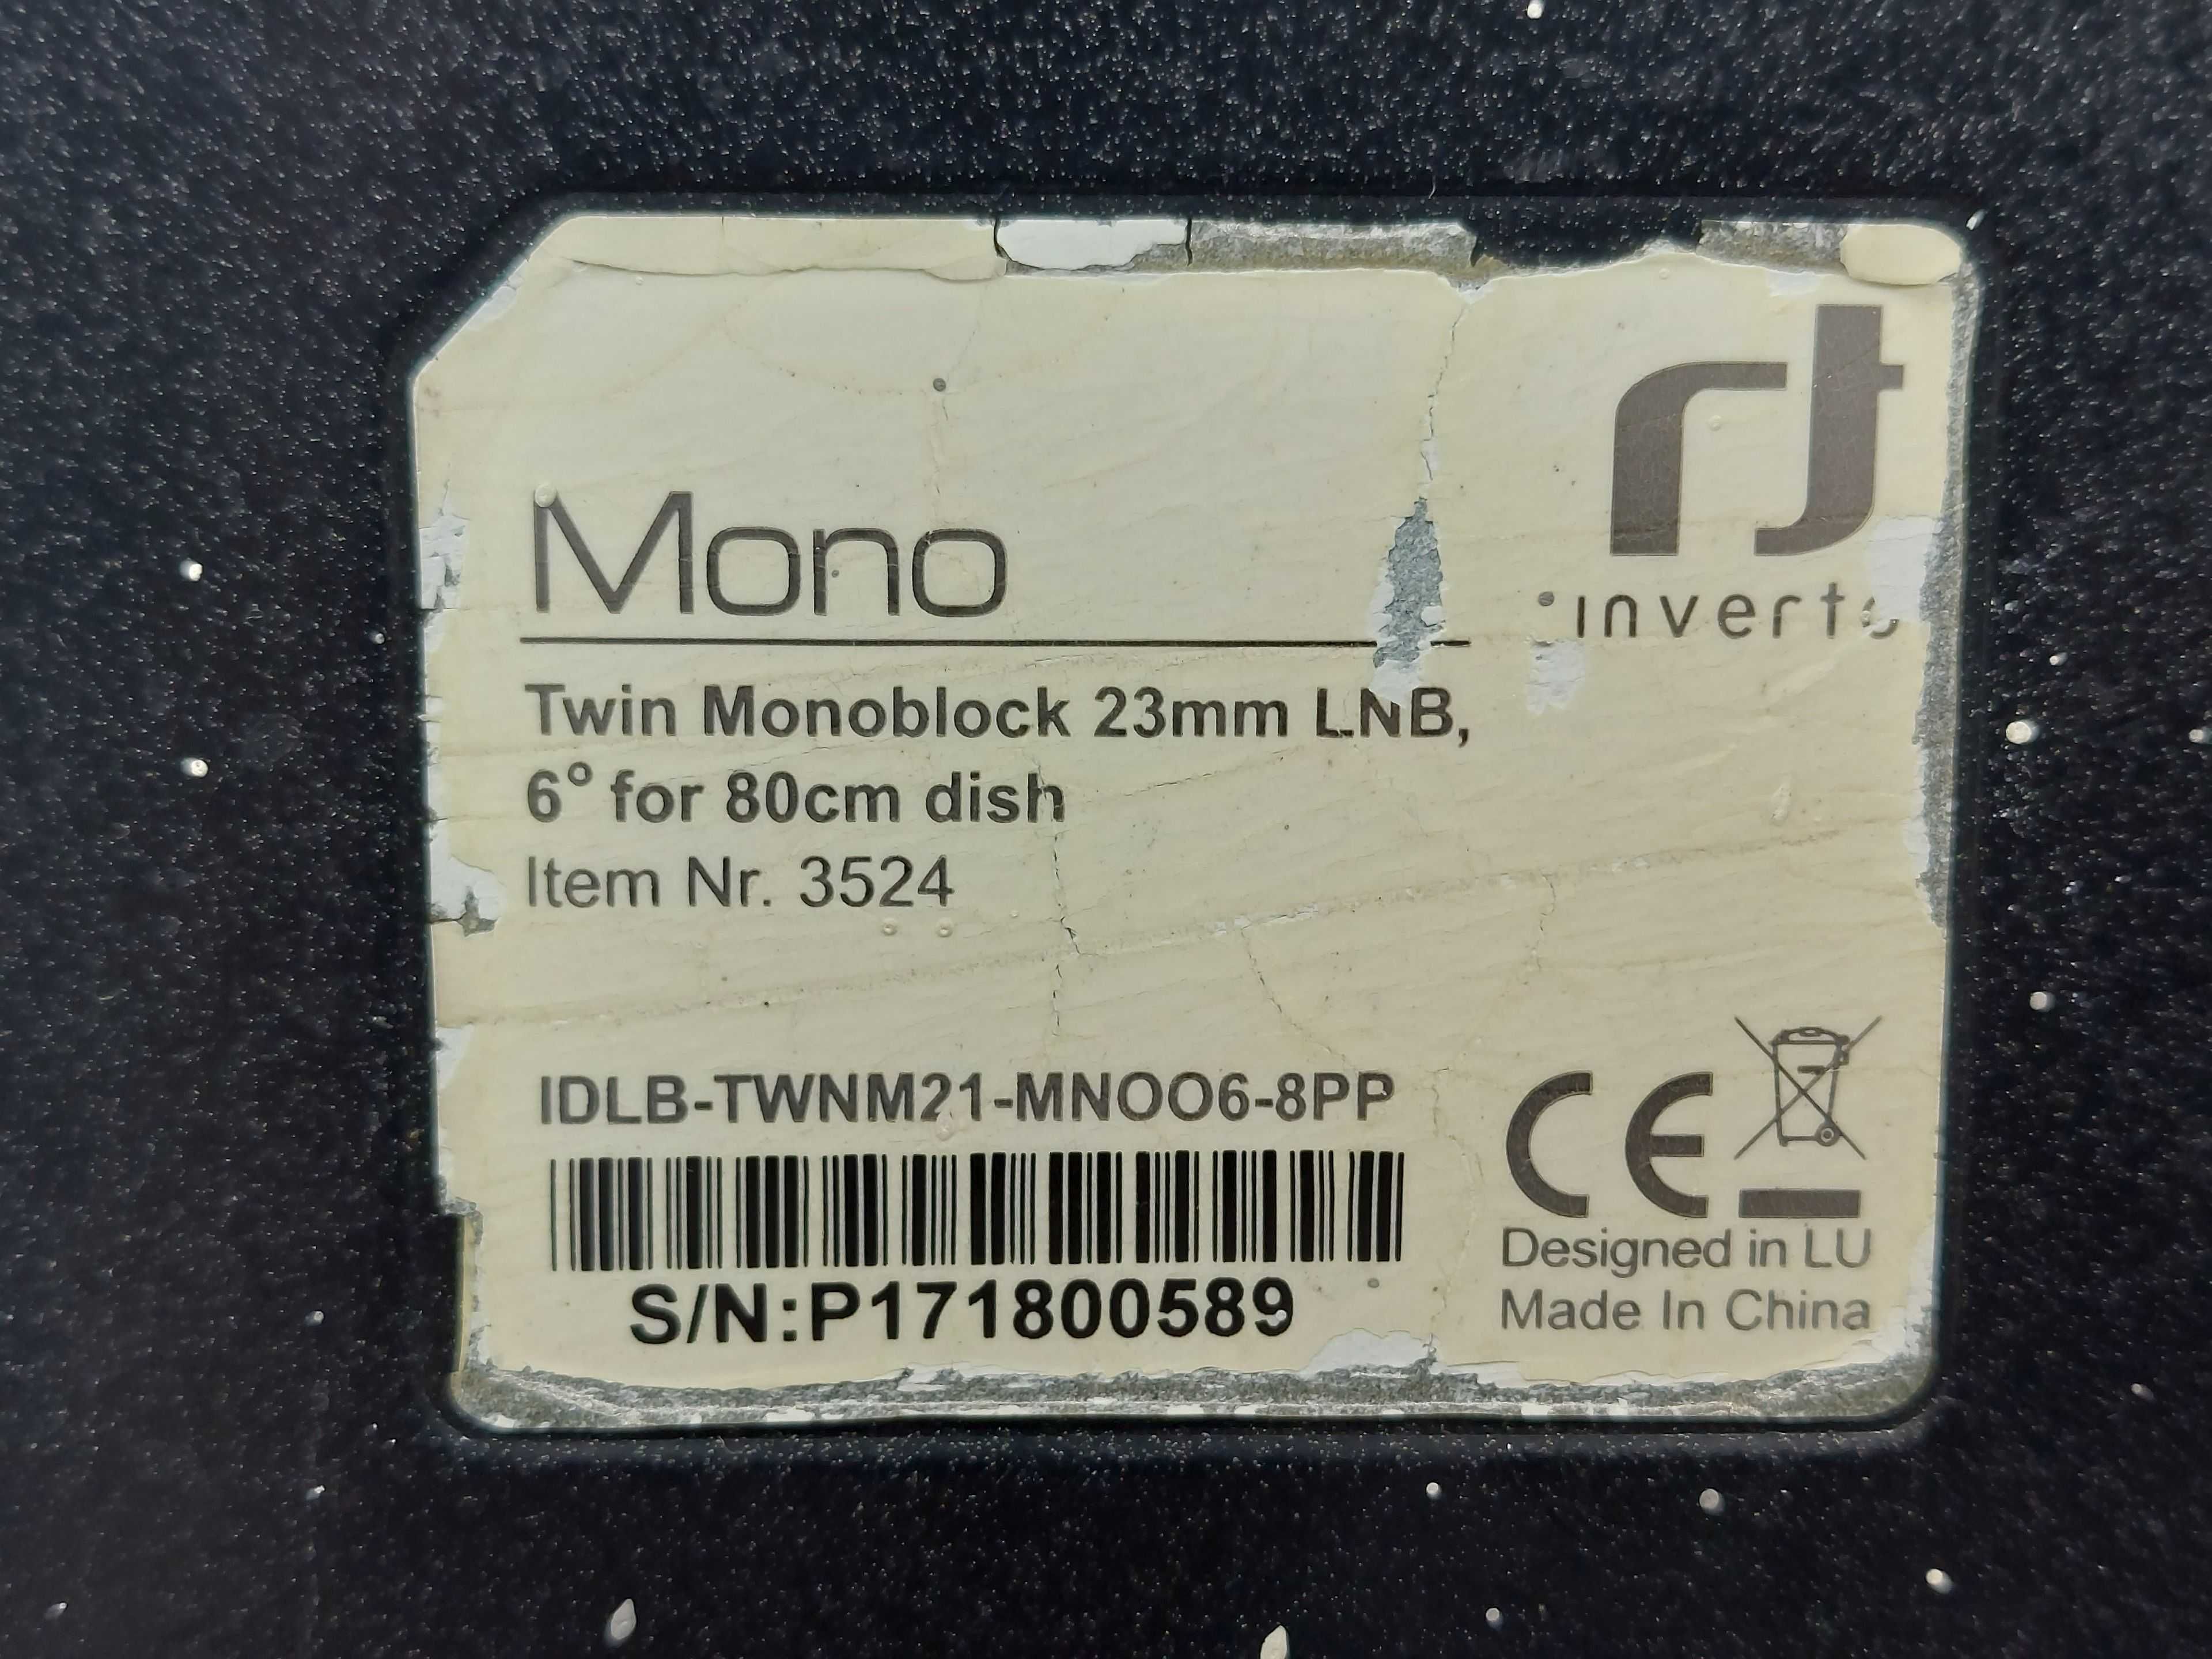 Mono
inverto
Twin Monoblock 23mm LNB,
6° for 80cm dish
Item Nr. 3524
IDLB-TWNM21-MNOO6-8PP
S/N:P171800589
CE
Designed in LU
Made In China